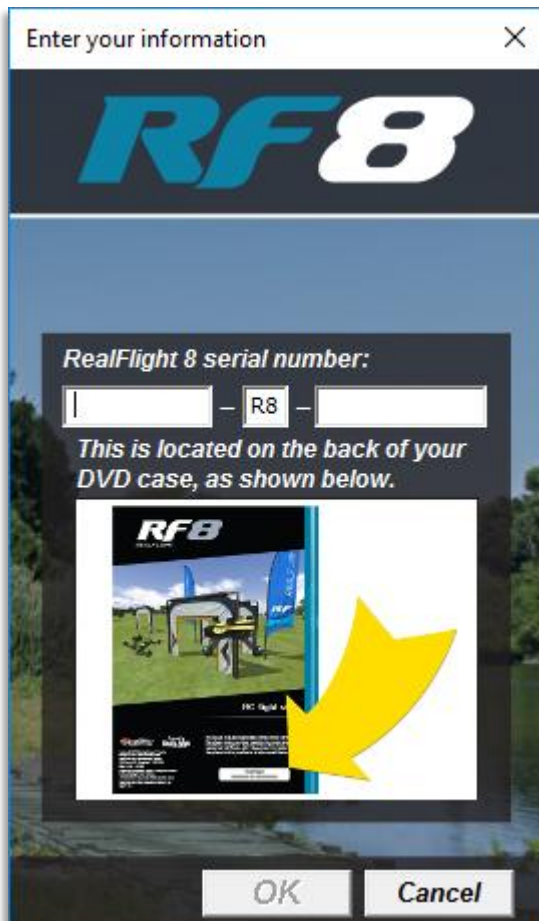 Enter your information
RF8
RealFlight 8 serial number:
– R8 –
This is located on the back of your
DVD case, as shown below.
RF8
RF
OK
Cancel